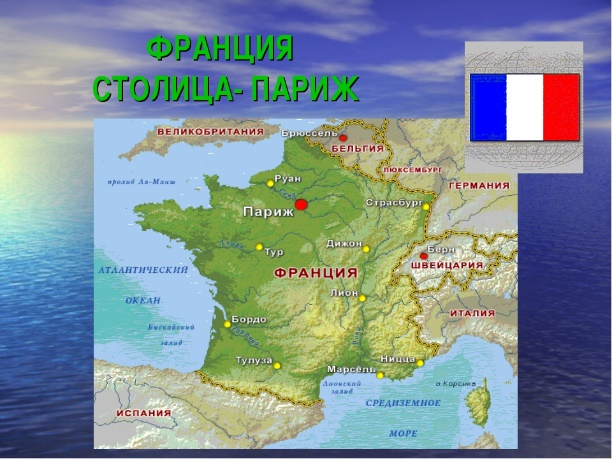 ФРАНЦИЯ
СТОЛИЦА- ПАРИЖ
ВЕЛИКОБРИТАНИЯ
Брюссель
БЕЛЬГИЯ
ЛЮКСЕМБУРГ
ГЕРМАНИЯ
пролив Ла-Манш
Руан
Париж
Страсбург
Тур
Дижон
Берн
ШВЕЙЦАРИЯ
АТЛАНТИЧЕСКИЙ
ОКЕАН
ФРАНЦИЯ
Лион
ИТАЛИЯ
Бискайский
залив
Бордо
Тулуза
Марсель
Ницца
Лионский
залив
о.Корсика
СРЕДИЗЕМНОЕ
МОРЕ
ИСПАНИЯ